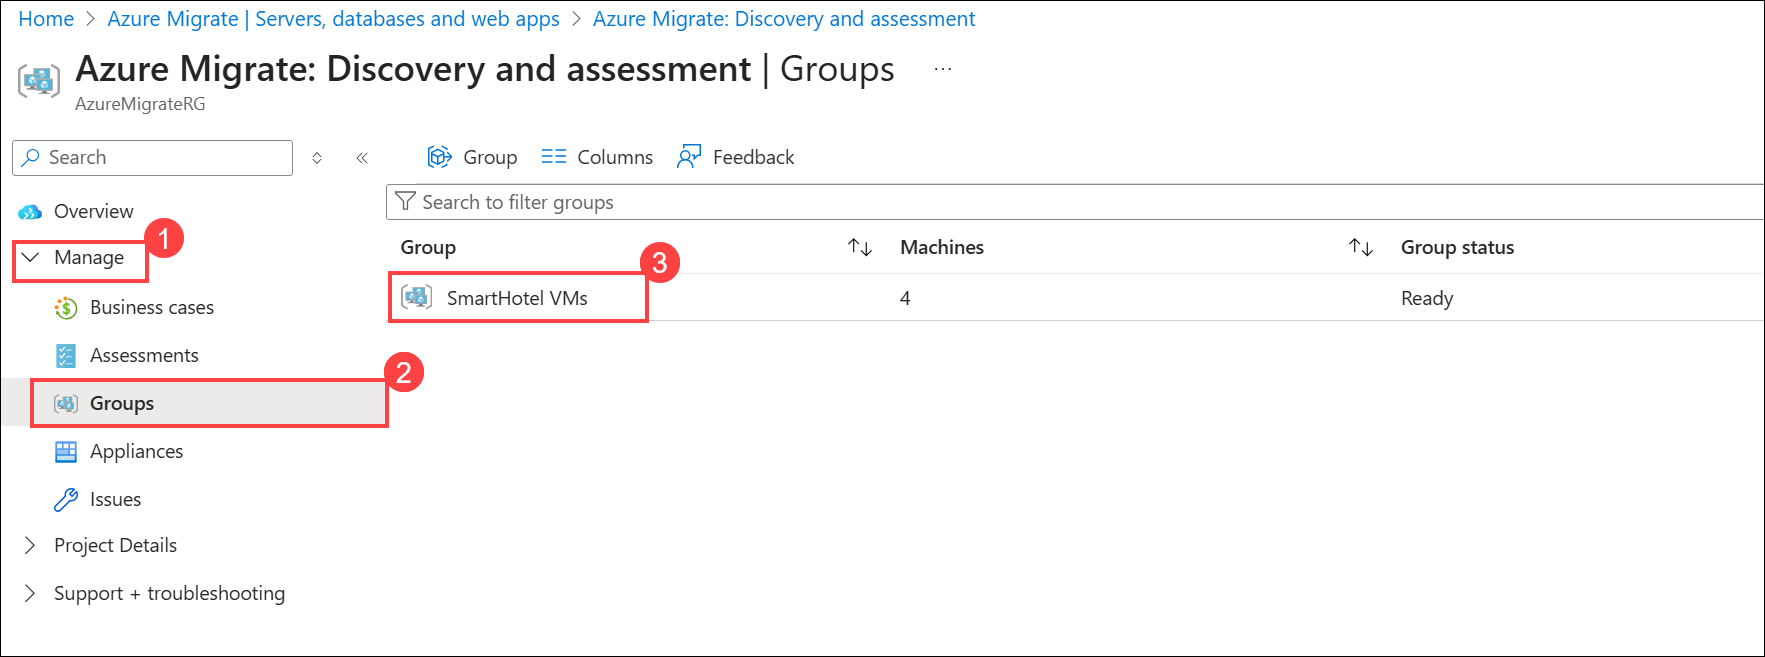 Home > Azure Migrate | Servers, databases and web apps > Azure Migrate: Discovery and assessment
Azure Migrate: Discovery and assessment | Groups ...
AzureMigrateRG
Search
Group Columns Feedback
Search to filter groups
Overview
1
Manage
Business cases
Assessments
2
Groups
Appliances
Issues
Project Details
Support + troubleshooting
Group Machines Group status
3
SmartHotel VMs 4 Ready